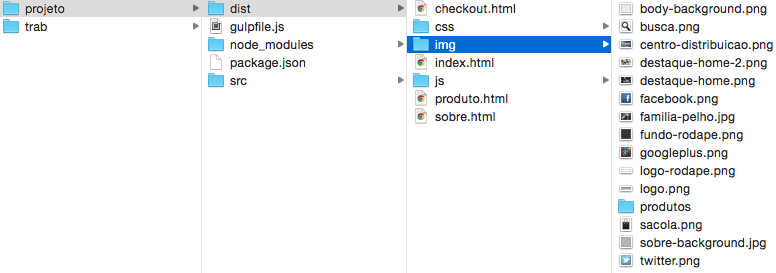 projeto
trab
dist
gulpfile.js
node_modules
package.json
src
checkout.html
css
img
index.html
js
produto.html
sobre.html
body-background.png
busca.png
centro-distribuicao.png
destaque-home-2.png
destaque-home.png
facebook.png
familia-pelho.jpg
fundo-rodape.png
googleplus.png
logo-rodape.png
logo.png
produtos
sacola.png
sobre-background.jpg
twitter.png